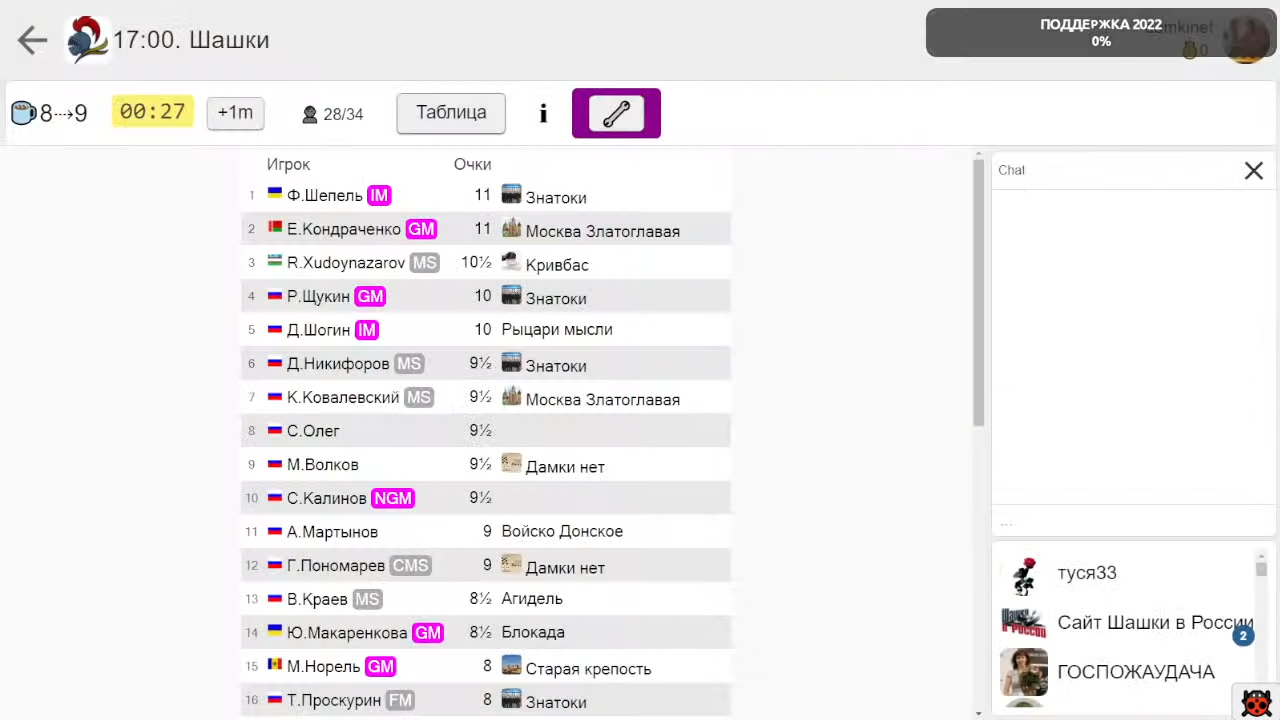 17:00. Шашки
ПОДДЕРЖКА 2022
0%
0
8⇢9 00:27 +1m 28/34 Таблица i
Игрок Очки
1 Ф.Шепель IM 11 Знатоки
2 Е.Кондраченко GM 11 Москва Златоглавая
3 R.Xudoynazarov MS 10½ Кривбас
4 Р.Щукин GM 10 Знатоки
5 Д.Шогин IM 10 Рыцари мысли
6 Д.Никифоров MS 9½ Знатоки
7 К.Ковалевский MS 9½ Москва Златоглавая
8 С.Олег 9½
9 М.Волков 9½ Дамки нет
10 С.Калинов NGM 9½
11 А.Мартынов 9 Войско Донское
12 Г.Пономарев CMS 9 Дамки нет
13 В.Краев MS 8½ Агидель
14 Ю.Макаренкова GM 8½ Блокада
15 М.Норель GM 8 Старая крепость
16 Т.Проскурин FM 8 Знатоки
Chat
...
туся33
Сайт Шашки в России
2
ГОСПОЖАУДАЧА